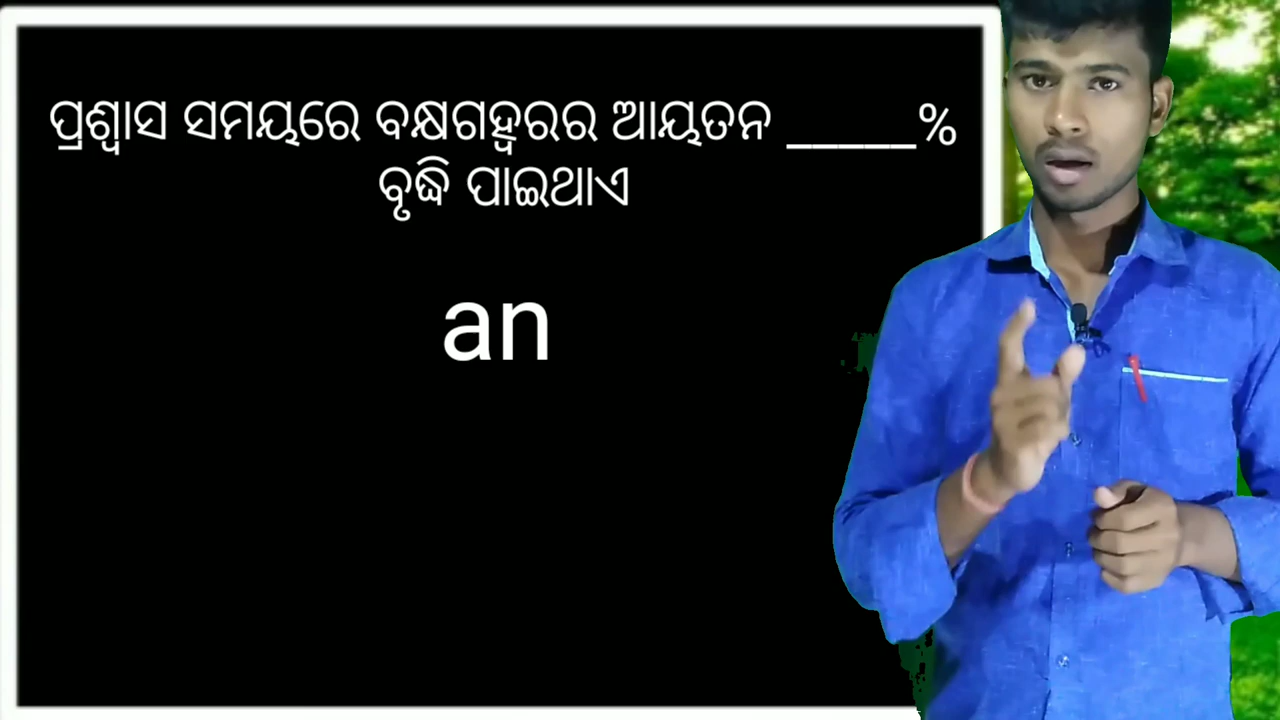 ପ୍ରଶ୍ୱାସ ସମୟରେ ବକ୍ଷଗହ୍ୱରର ଆୟତନ _____%
ବୃଦ୍ଧି ପାଇଥାଏ
an